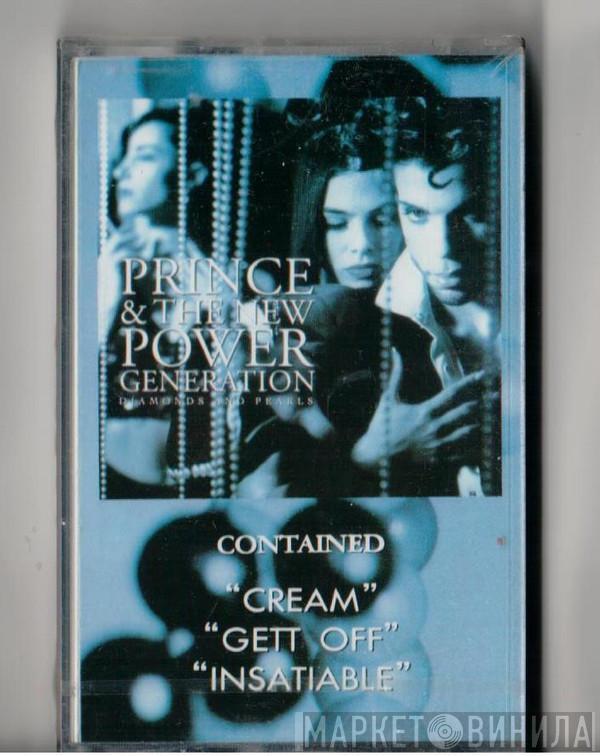 PRINCE
& THE NEW
POWER
GENERATION
DIAMONDS AND PEARLS
CONTAINED
“CREAM”
“GETT OFF”
“INSATIABLE”
МАРКЕТ ВИНИЛА